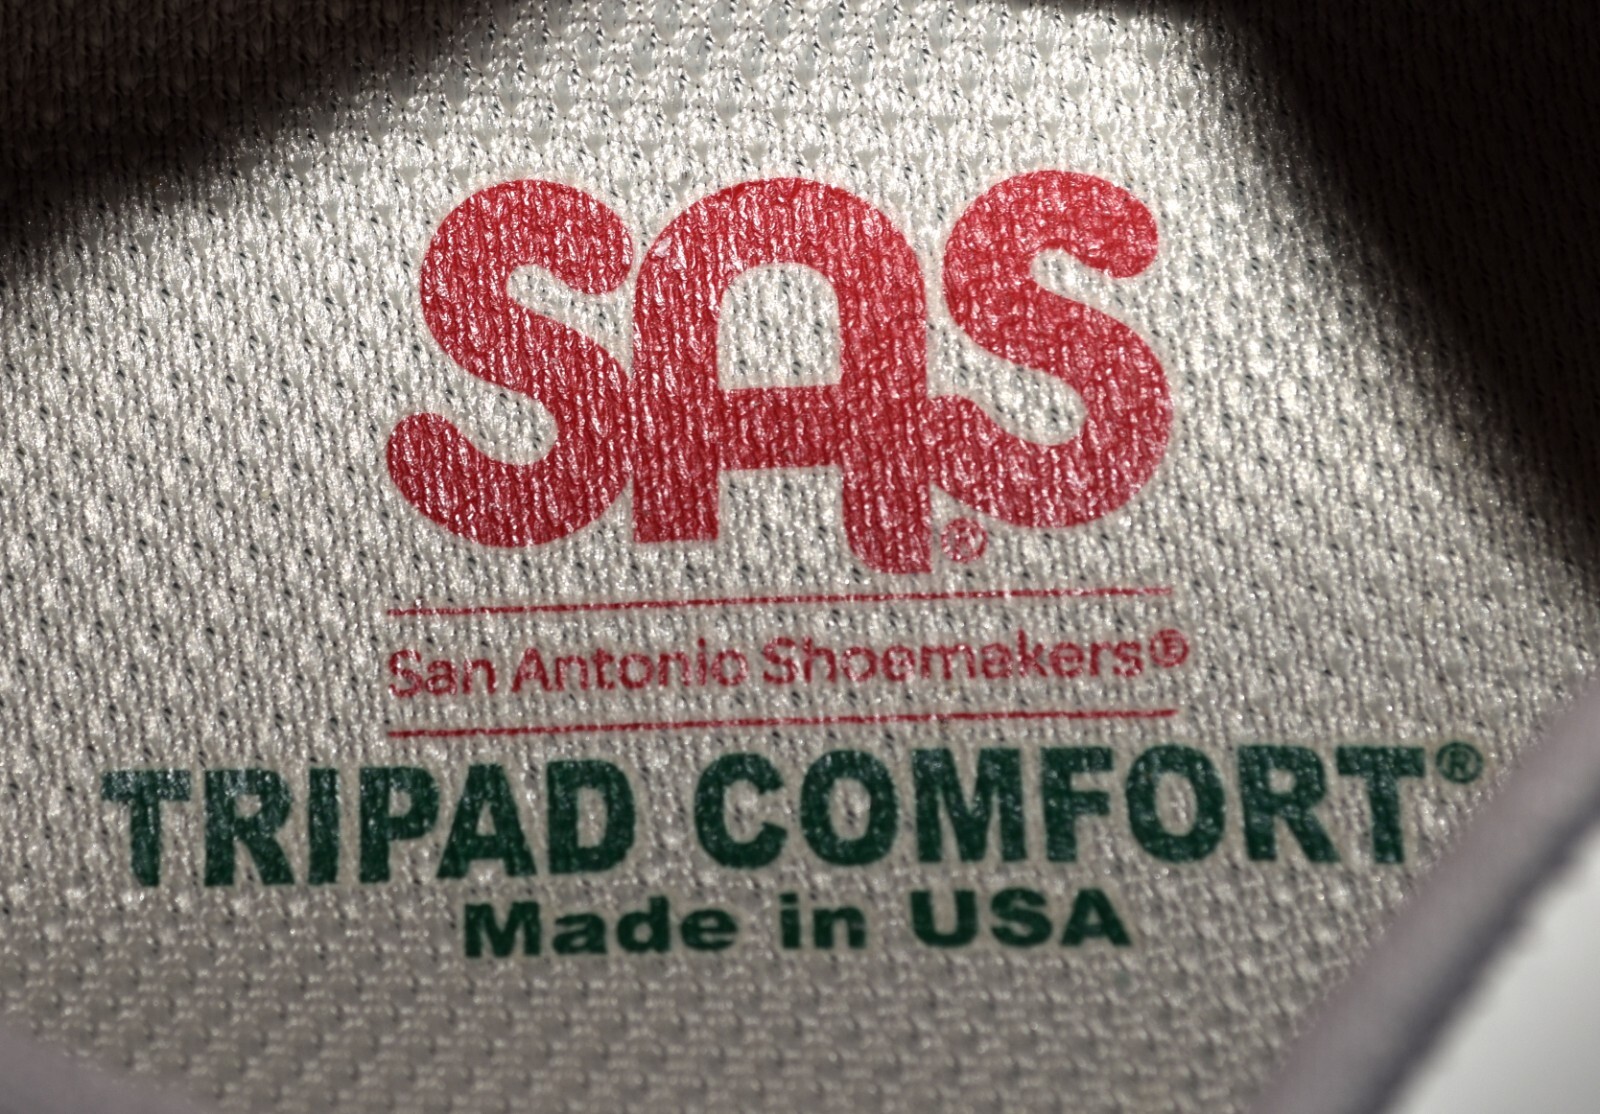 SAS®
San Antonio Shoemakers®
TRIPAD COMFORT®
Made in USA